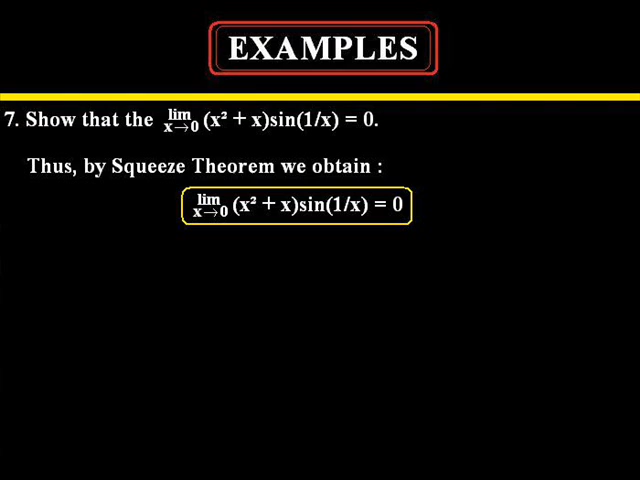 EXAMPLES
7. Show that the lim x→0 (x² + x)sin(1/x) = 0.
Thus, by Squeeze Theorem we obtain :
lim x→0 (x² + x)sin(1/x) = 0